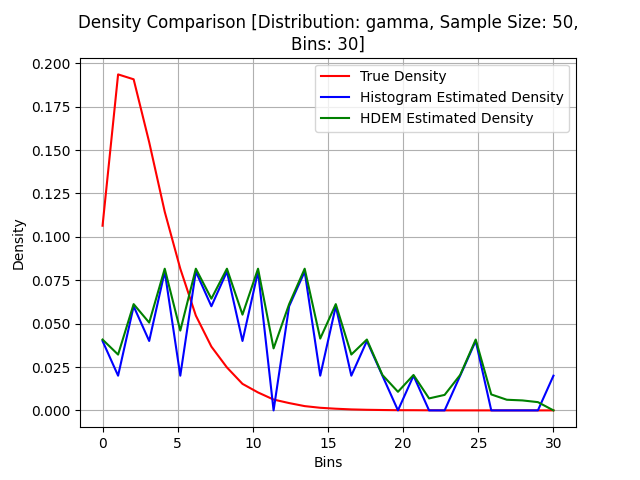 Density Comparison [Distribution: gamma, Sample Size: 50,
Bins: 30]
True Density
Histogram Estimated Density
HDEM Estimated Density
Density
0.200
0.175
0.150
0.125
0.100
0.075
0.050
0.025
0.000
0 5 10 15 20 25 30
Bins